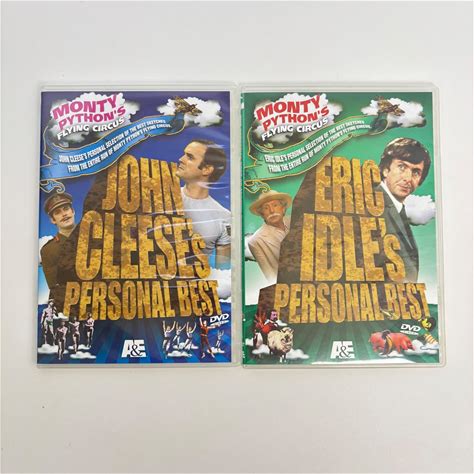 MONTY
PYTHON'S
FLYING CIRCUS
JOHN CLEESE'S PERSONAL SELECTION OF THE BEST SKETCHES
FROM THE ENTIRE RUN OF MONTY PYTHON'S FLYING CIRCUS
JOHN
CLEESE'S
PERSONAL BEST
DVD
A&E
MONTY
PYTHON'S
FLYING CIRCUS
ERIC IDLE'S PERSONAL SELECTION OF THE BEST SKETCHES
FROM THE ENTIRE RUN OF MONTY PYTHON'S FLYING CIRCUS
ERIC
IDLE'S
PERSONAL BEST
DVD
A&E